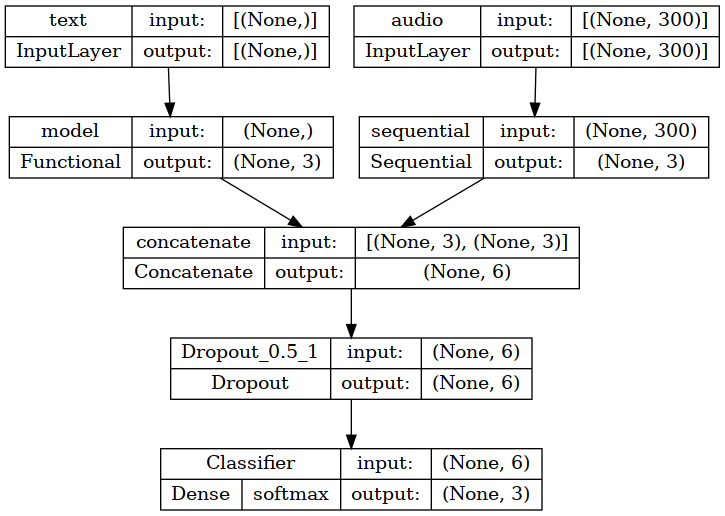 text input: [(None,)]
InputLayer output: [(None,)]
audio input: [(None, 300)]
InputLayer output: [(None, 300)]
model input: (None,)
Functional output: (None, 3)
sequential input: (None, 300)
Sequential output: (None, 3)
concatenate input: [(None, 3), (None, 3)]
Concatenate output: (None, 6)
Dropout_0.5_1 input: (None, 6)
Dropout output: (None, 6)
Classifier input: (None, 6)
Dense softmax output: (None, 3)